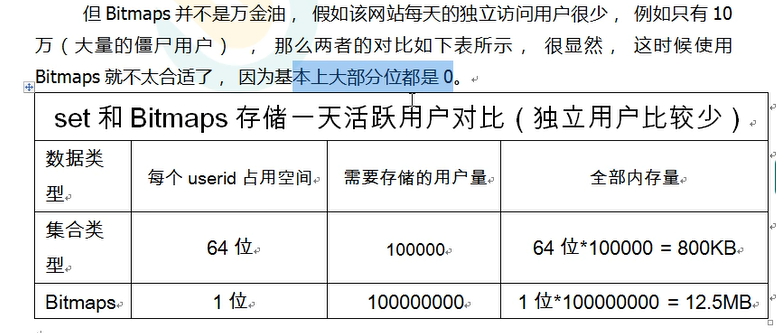 但 Bitmaps 并不是万金油， 假如该网站每天的独立访问用户很少， 例如只有 10
万（大量的僵尸用户） ， 那么两者的对比如下表所示， 很显然， 这时候使用
Bitmaps 就不太合适了， 因为基本上大部分位都是 0。
set 和 Bitmaps 存储一天活跃用户对比（独立用户比较少）
数据类型 每个 userid 占用空间 需要存储的用户量 全部内存量
集合类型 64 位 100000 64 位*100000 = 800KB
Bitmaps 1 位 100000000 1 位*100000000 = 12.5MB